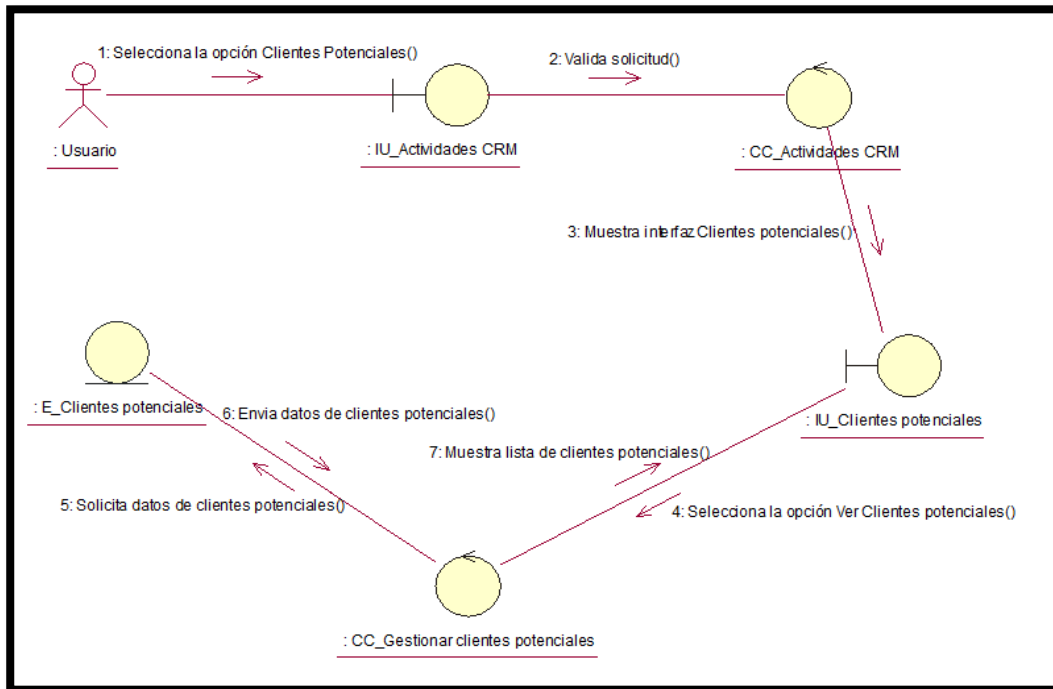 1: Selecciona la opción Clientes Potenciales()
2: Valida solicitud()
: Usuario
: IU_Actividades CRM
: CC_Actividades CRM
3: Muestra interfaz Clientes potenciales()
: E_Clientes potenciales
6: Envia datos de clientes potenciales()
: IU_Clientes potenciales
7: Muestra lista de clientes potenciales()
5: Solicita datos de clientes potenciales()
4: Selecciona la opción Ver Clientes potenciales()
: CC_Gestionar clientes potenciales